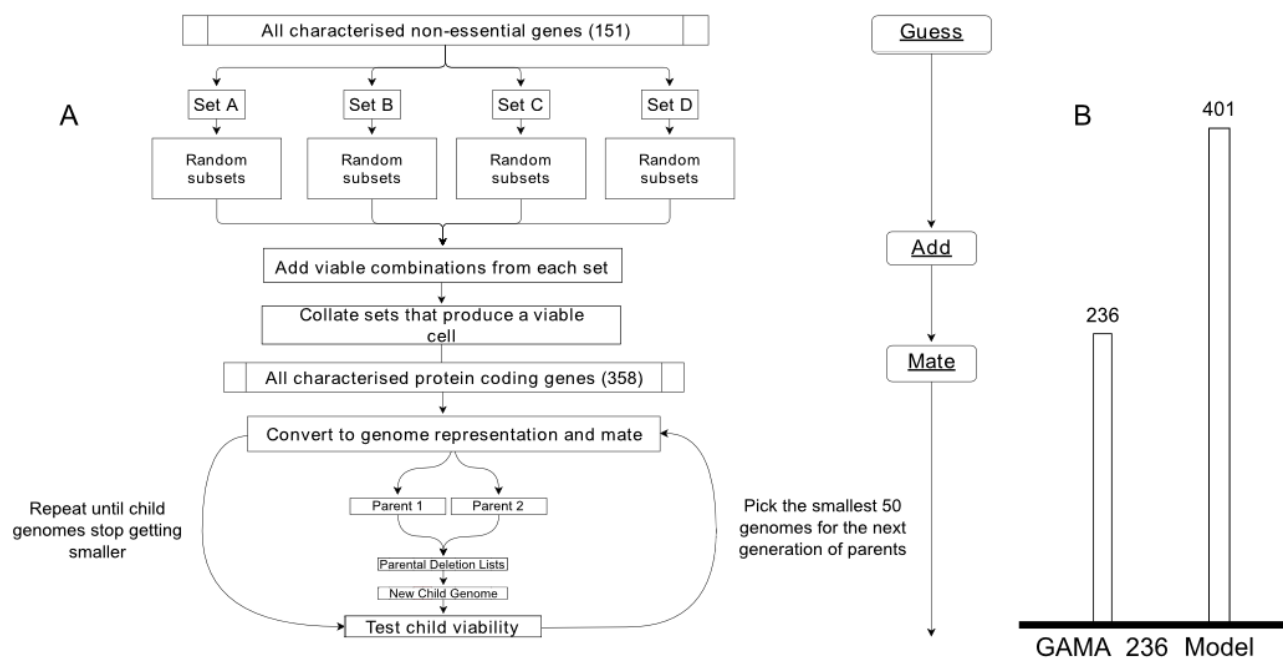 All characterised non-essential genes (151)
Guess
A
Set A
Set B
Set C
Set D
B
401
Random
subsets
Random
subsets
Random
subsets
Random
subsets
Add viable combinations from each set
Add
Collate sets that produce a viable
cell
236
Mate
All characterised protein coding genes (358)
Convert to genome representation and mate
Repeat until child
genomes stop getting
smaller
Parent 1
Parent 2
Pick the smallest 50
genomes for the next
generation of parents
Parental Deletion Lists
New Child Genome
Test child viability
GAMA 236 Model